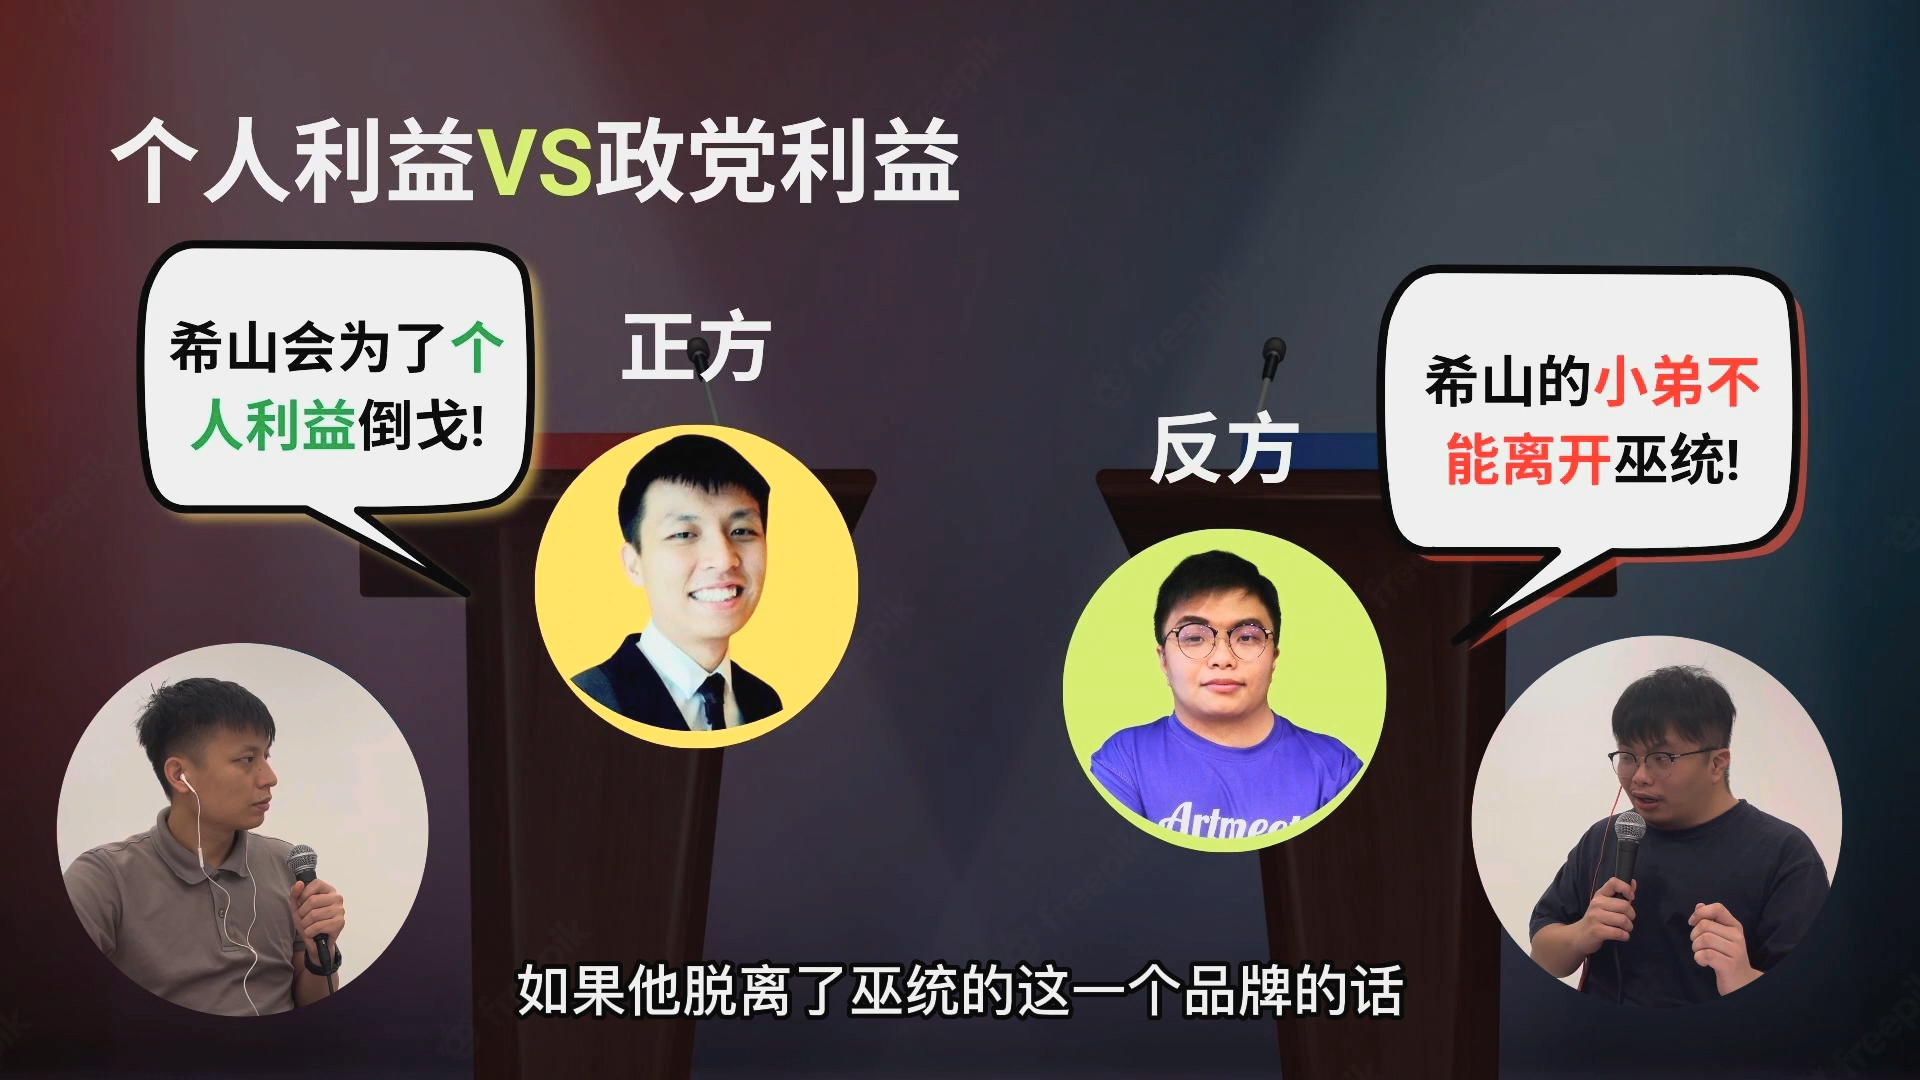 个人利益VS政党利益
希山会为了个
人利益倒戈!
正方
反方
希山的小弟不
能离开巫统!
Artmeet
如果他脱离了巫统的这一个品牌的话
freepik